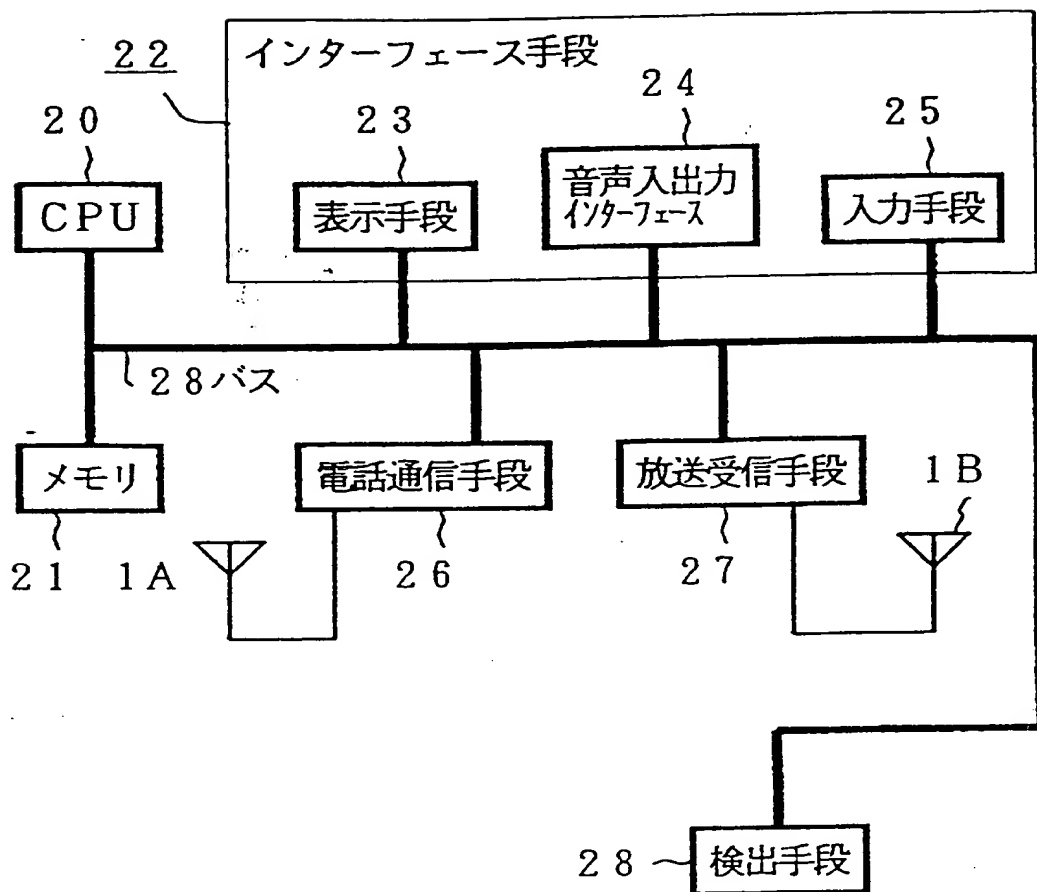 22
インターフェース手段
20
23
24
25
CPU
表示手段
音声入出力
インターフェース
入力手段
28バス
メモリ
電話通信手段
放送受信手段
1B
21
1A
26
27
28
検出手段